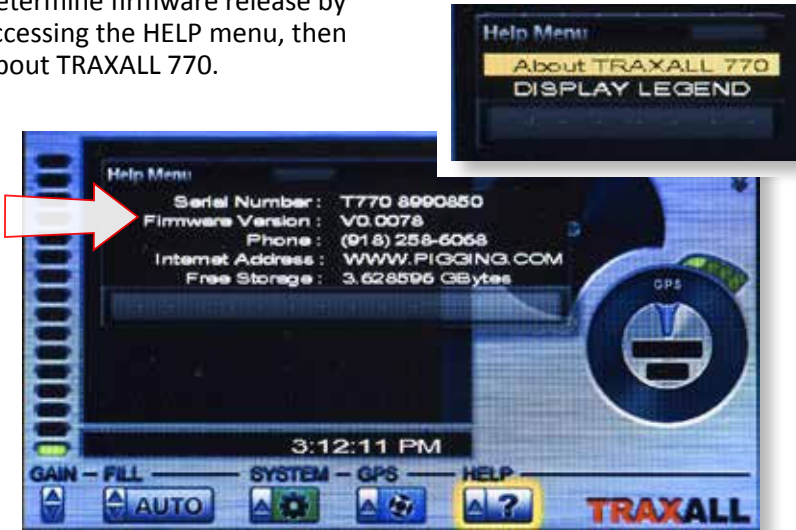 etermine firmware release by
ccessing the HELP menu, then
bout TRAXALL 770.
Help Menu
About TRAXALL 770
DISPLAY LEGEND
Help Menu
Serial Number : T770 8990850
Firmware Version : V0.0078
Phone : (918) 258-6068
Internet Address : WWW.PIGGING.COM
Free Storage : 3.628596 GBytes
GPS
3:12:11 PM
GAIN – FILL SYSTEM – GPS HELP
AUTO ?
TRAXALL